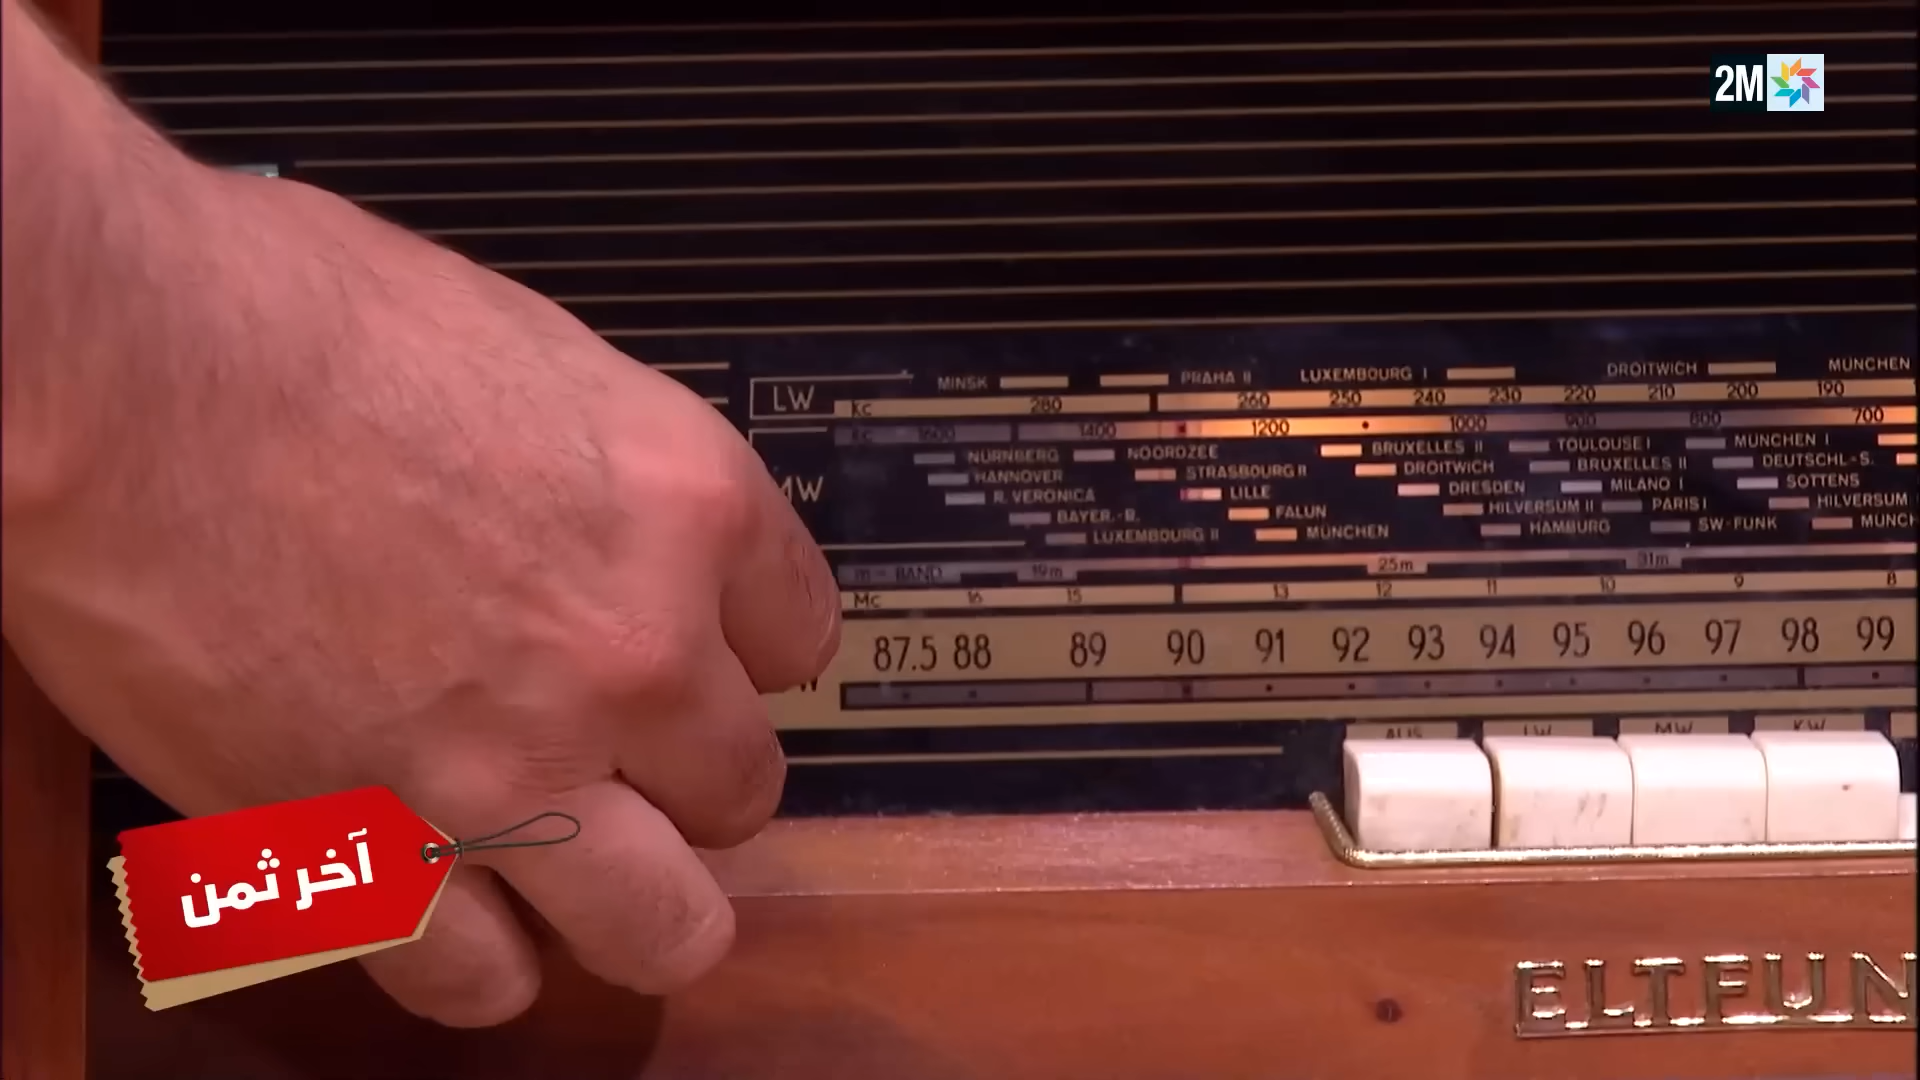 2M
LW
MINSK PRAHA II LUXEMBOURG I DROITWICH MÜNCHEN
Kc 280 260 250 240 230 220 210 200 190
Kc 1600 1400 1200 1000 900 800 700
MW
NÜRNBERG NOORDZEE BRUXELLES II TOULOUSE I MÜNCHEN I
HANNOVER STRASBOURG II DROITWICH BRUXELLES II DEUTSCHL-S.
R. VERONICA LILLE DRESDEN MILANO I SOTTENS
BAYER.-R. FALUN HILVERSUM II PARIS I HILVERSUM
LUXEMBOURG II MÜNCHEN HAMBURG SW-FUNK MÜNCH
m-BAND 19m 25m 31m
Mc 16 15 13 12 11 10 9 8
87.5 88 89 90 91 92 93 94 95 96 97 98 99
W
AUS LW MW KW
آخر ثمن
ELTFUN